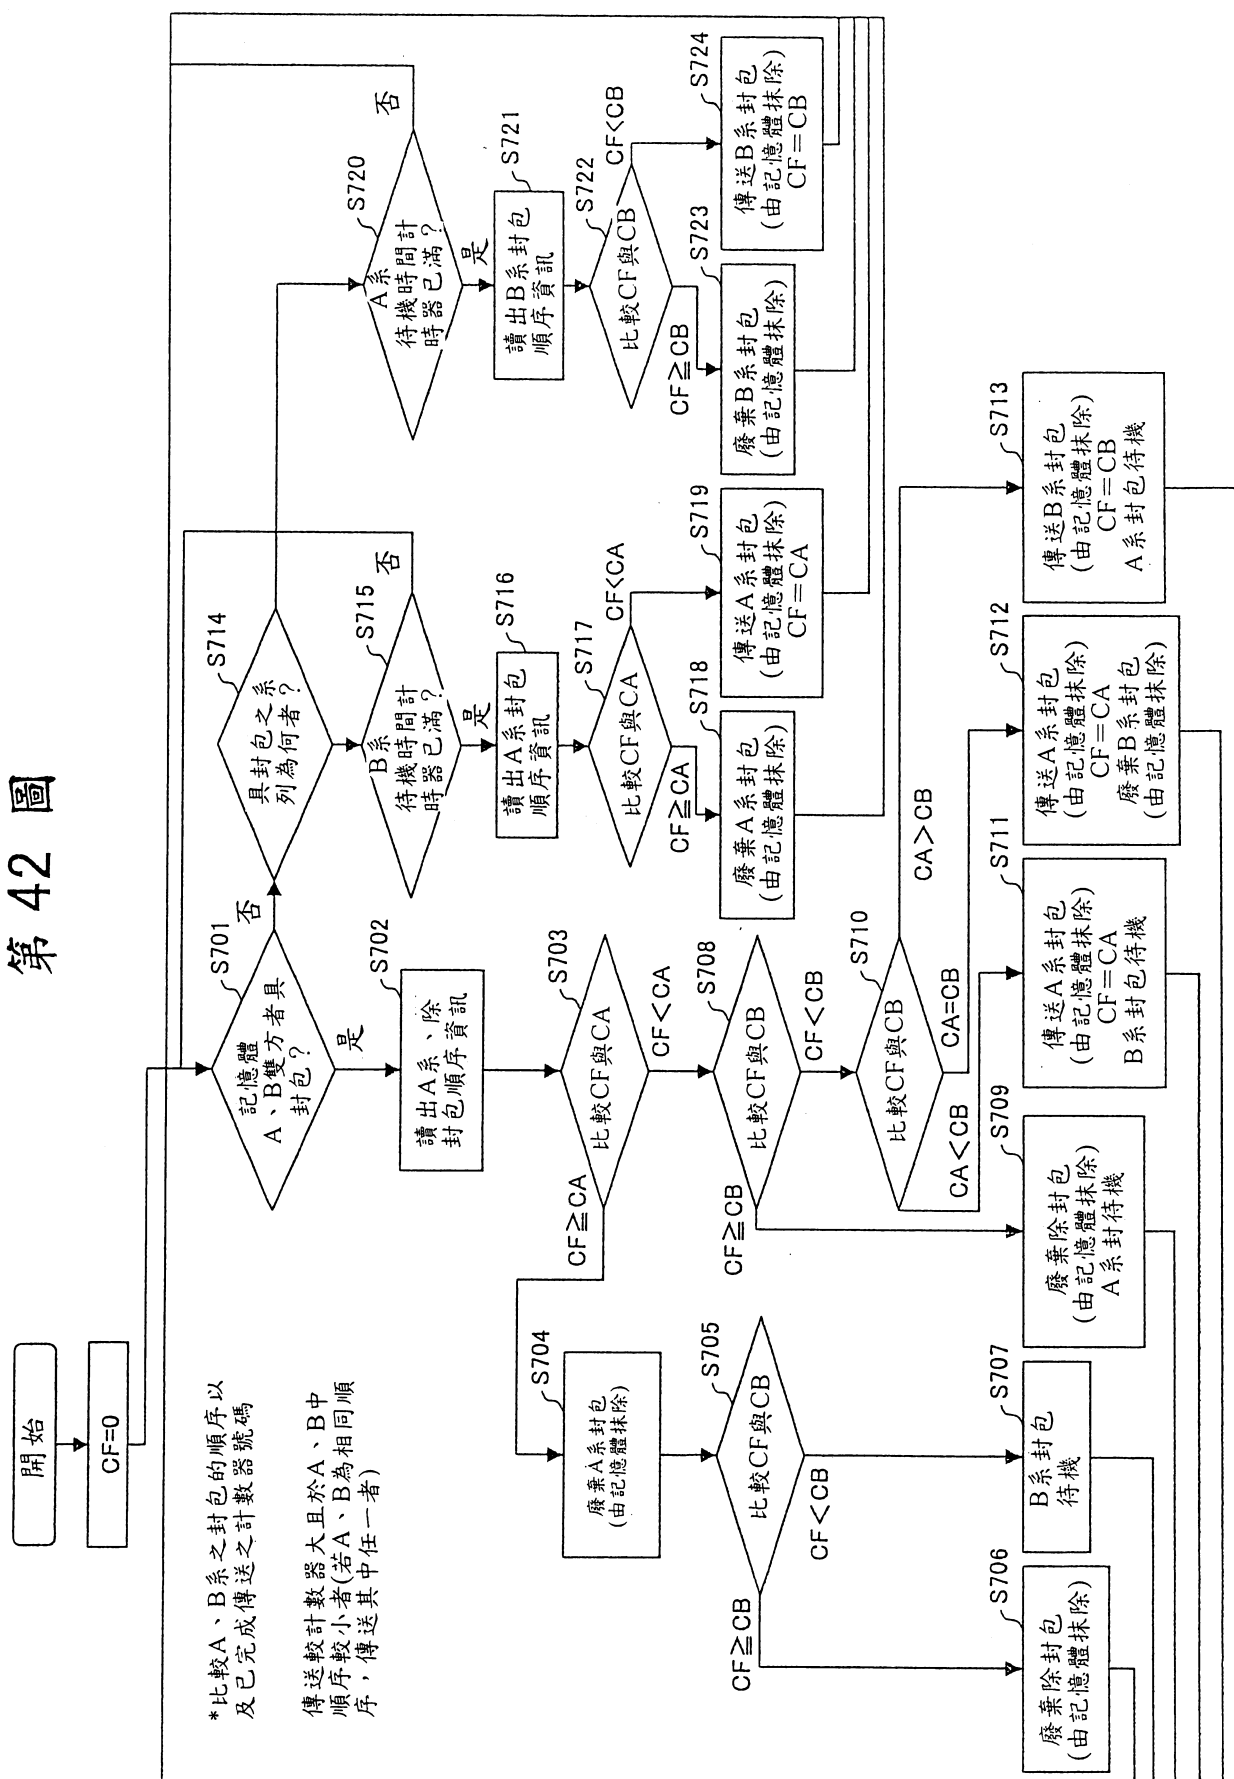 第 42 圖
開始
CF=0
*比較A、B系之封包的順序以
及已完成傳送之計數器號碼
傳送較計數器大且於A、B中
順序較小者(若A、B為相同順
序，傳送其中任一者)
S701
記憶體
A、B雙方者具
封包？
否
是
S702
讀出A系、除
封包順序資訊
S703
比較CF與CA
CF≧CA
CF<CA
S704
廢棄A系封包
(由記憶體抹除)
S705
比較CF與CB
CF≧CB
CF<CB
S706
廢棄除封包
(由記憶體抹除)
S707
B系封包
待機
S708
比較CF與CB
CF≧CB
CF<CB
S709
廢棄除封包
(由記憶體抹除)
A系封待機
S710
比較CF與CB
CA<CB
CA=CB
CA>CB
S711
傳送A系封包
(由記憶體抹除)
CF=CA
B系封包待機
S712
傳送A系封包
(由記憶體抹除)
CF=CA
廢棄B系封包
(由記憶體抹除)
S713
傳送B系封包
(由記憶體抹除)
CF=CB
A系封包待機
S714
具封包之系
列為何者？
S715
B系
待機時間計
時器已滿？
否
是
S716
讀出A系封包
順序資訊
S717
比較CF與CA
CF≧CA
CF<CA
S718
廢棄A系封包
(由記憶體抹除)
S719
傳送A系封包
(由記憶體抹除)
CF=CA
S720
A系
待機時間計
時器已滿？
否
是
S721
讀出B系封包
順序資訊
S722
比較CF與CB
CF≧CB
CF<CB
S723
廢棄B系封包
(由記憶體抹除)
S724
傳送B系封包
(由記憶體抹除)
CF=CB